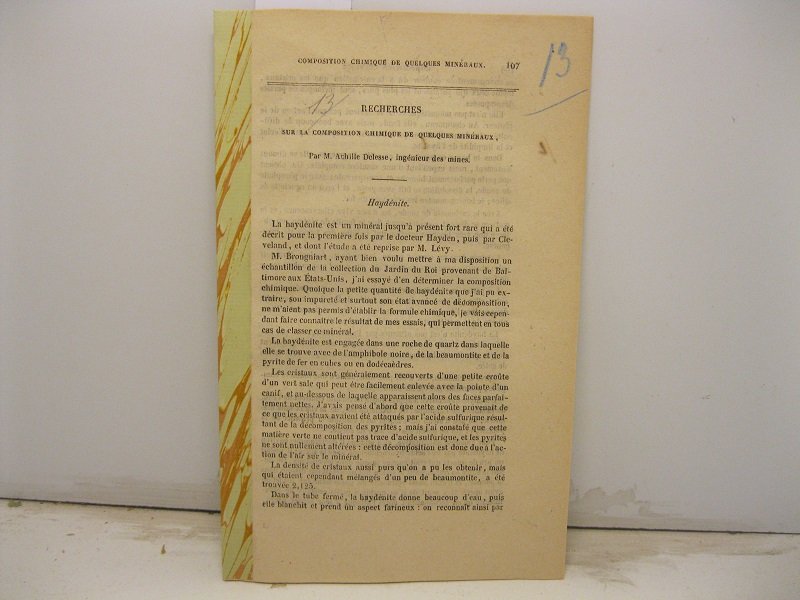 COMPOSITION CHIMIQUE DE QUELQUES MINÉRAUX. 107
13
13
RECHERCHES
SUR LA COMPOSITION CHIMIQUE DE QUELQUES MINÉRAUX,
Par M. Achille Delesse, ingénieur des mines.
Haydénite.
La haydénite est un minéral jusqu'à présent fort rare qui a été
décrit pour la première fois par le docteur Hayden, puis par Cle-
veland, et dont l'étude a été reprise par M. Lévy.
M. Brongniart, ayant bien voulu mettre à ma disposition un
échantillon de la collection du Jardin du Roi provenant de Bal-
timore aux États-Unis, j'ai essayé d'en déterminer la composition
chimique. Quoique la petite quantité de haydénite que j'ai pu ex-
traire, son impureté et surtout son état avancé de décomposition,
ne m'aient pas permis d'établir la formule chimique, je vais cepen-
dant faire connaître le résultat de mes essais, qui permettent en tous
cas de classer ce minéral.
La haydénite est engagée dans une roche de quartz dans laquelle
elle se trouve avec de l'amphibole noire, de la beaumontite et de la
pyrite de fer en cubes ou en dodécaèdres.
Les cristaux sont généralement recouverts d'une petite croûte
d'un vert sale qui peut être facilement enlevée avec la pointe d'un
canif, et au-dessous de laquelle apparaissent alors des faces parfai-
tement nettes. J'avais pensé d'abord que cette croûte provenait de
ce que les cristaux avaient été attaqués par l'acide sulfurique résul-
tant de la décomposition des pyrites ; mais j'ai constaté que cette
matière verte ne contient pas trace d'acide sulfurique, et les pyrites
ne sont nullement altérées : cette décomposition est donc due à l'ac-
tion de l'air sur le minéral.
La densité de cristaux aussi purs qu'on a pu les obtenir, mais
qui étaient cependant mélangés d'un peu de beaumontite, a été
trouvée 2,125.
Dans le tube fermé, la haydénite donne beaucoup d'eau, puis
elle blanchit et prend un aspect farineux : on reconnaît ainsi par